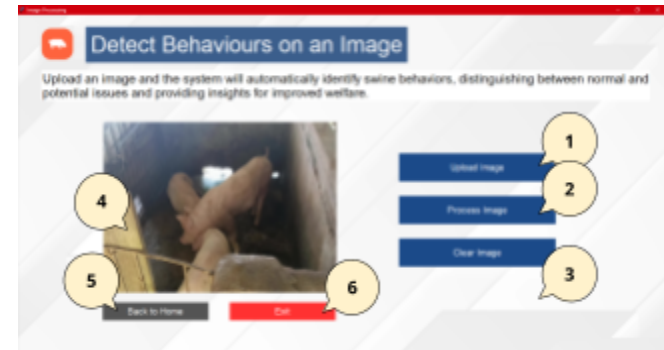 Image Processing
Detect Behaviours on an Image
Upload an image and the system will automatically identify swine behaviors, distinguishing between normal and
potential issues and providing insights for improved welfare.
1
Upload Image
2
Process Image
4
Clear Image
3
5
6
Back to Home
Exit